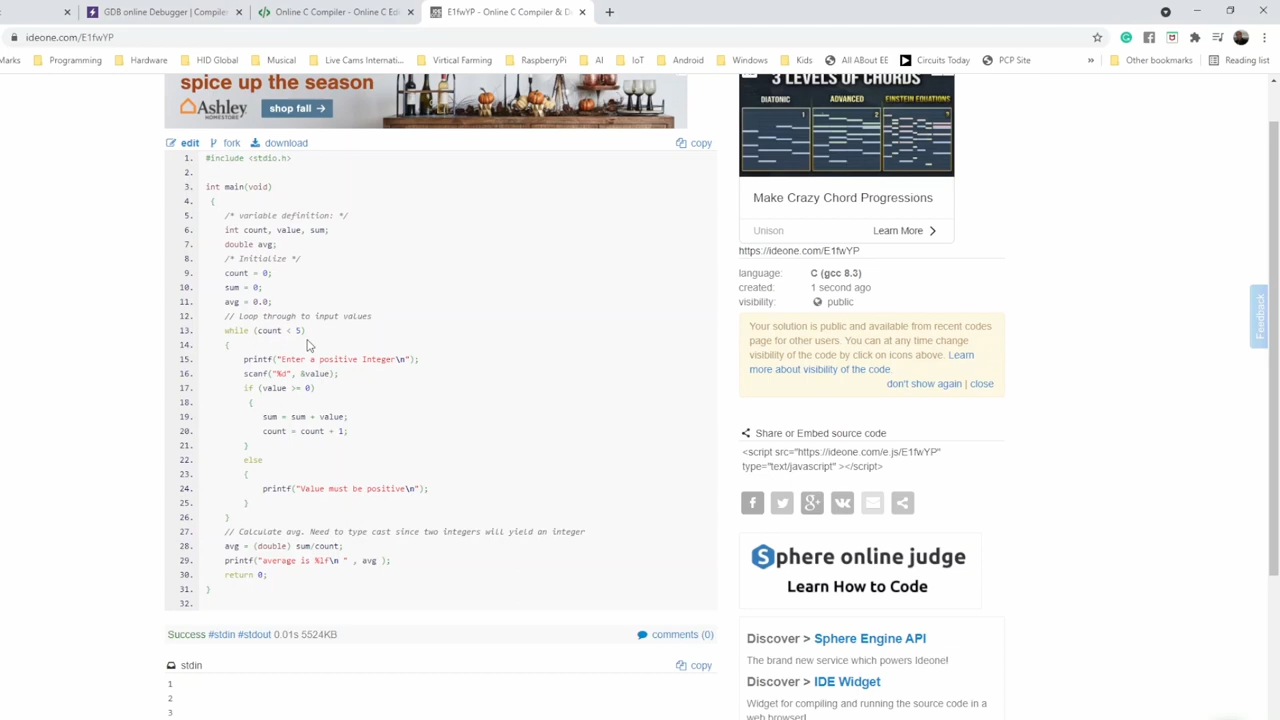 GDB online Debugger | Compiler
Online C Compiler - Online C Edi
E1fwYP - Online C Compiler & De
ideone.com/E1fwYP
Marks
Programming
Hardware
HID Global
Musical
Live Cams Internati...
Virtical Farming
RaspberryPi
AI
IoT
Android
Windows
Kids
All ABout EE
Circuits Today
PCP Site
»
Other bookmarks
Reading list
spice up the season
Ashley
HOMESTORE
shop fall →
3 LEVELS OF CHORDS
DIATONIC
ADVANCED
EINSTEIN EQUATIONS
Make Crazy Chord Progressions
Unison
Learn More
edit
fork
download
copy
1. #include <stdio.h>
2.
3. int main(void)
4. {
5. /* variable definition: */
6. int count, value, sum;
7. double avg;
8. /* Initialize */
9. count = 0;
10. sum = 0;
11. avg = 0.0;
12. // Loop through to input values
13. while (count < 5)
14. {
15. printf("Enter a positive Integer\n");
16. scanf("%d", &value);
17. if (value >= 0)
18. {
19. sum = sum + value;
20. count = count + 1;
21. }
22. else
23. {
24. printf("Value must be positive\n");
25. }
26. }
27. // Calculate avg. Need to type cast since two integers will yield an integer
28. avg = (double) sum/count;
29. printf("average is %lf\n " , avg );
30. return 0;
31. }
32.
Success #stdin #stdout 0.01s 5524KB
comments (0)
stdin
copy
1
2
3
https://ideone.com/E1fwYP
language: C (gcc 8.3)
created: 1 second ago
visibility: public
Your solution is public and available from recent codes
page for other users. You can at any time change
visibility of the code by click on icons above. Learn
more about visibility of the code.
don't show again | close
Share or Embed source code
<script src="https://ideone.com/e.js/E1fwYP"
type="text/javascript" ></script>
Sphere online judge
Learn How to Code
Discover > Sphere Engine API
The brand new service which powers Ideone!
Discover > IDE Widget
Widget for compiling and running the source code in a
web browser!
Feedback